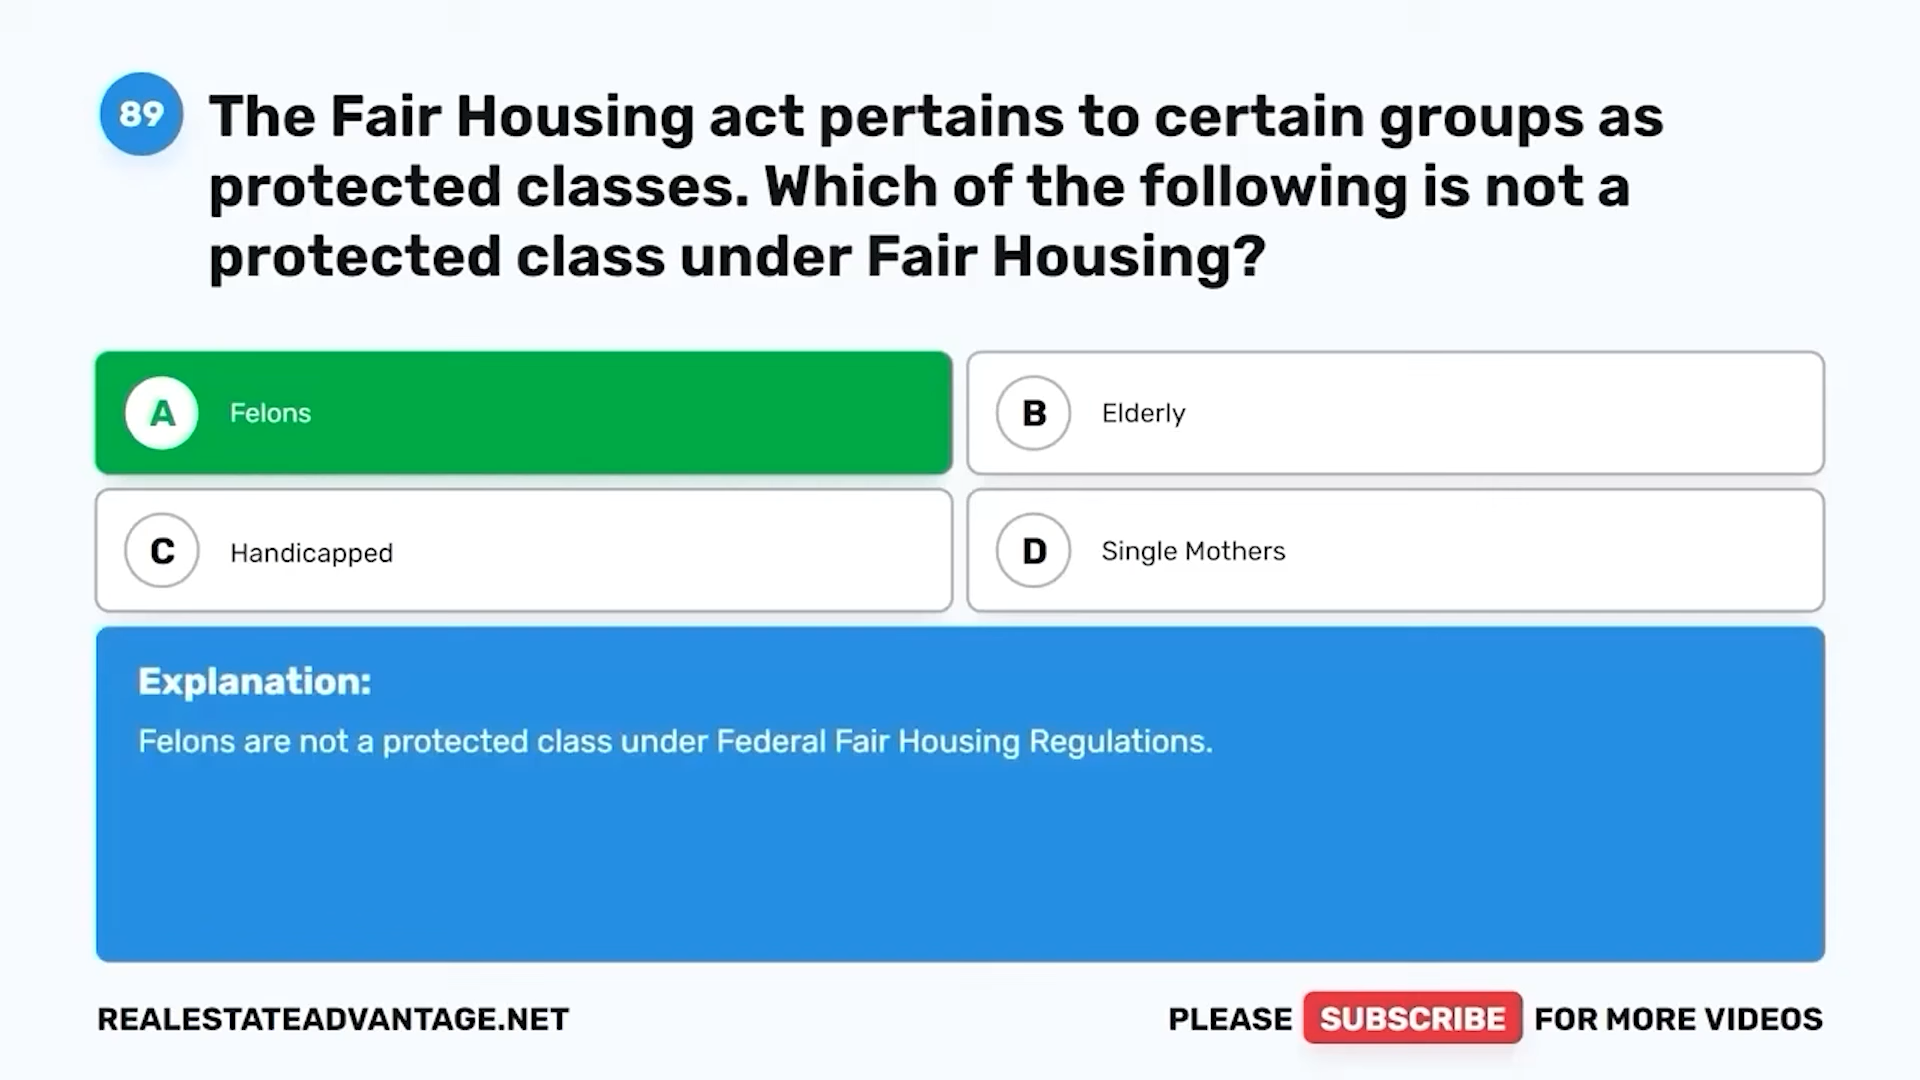 89
The Fair Housing act pertains to certain groups as
protected classes. Which of the following is not a
protected class under Fair Housing?
A Felons
B Elderly
C Handicapped
D Single Mothers
Explanation:
Felons are not a protected class under Federal Fair Housing Regulations.
REALESTATEADVANTAGE.NET
PLEASE SUBSCRIBE FOR MORE VIDEOS